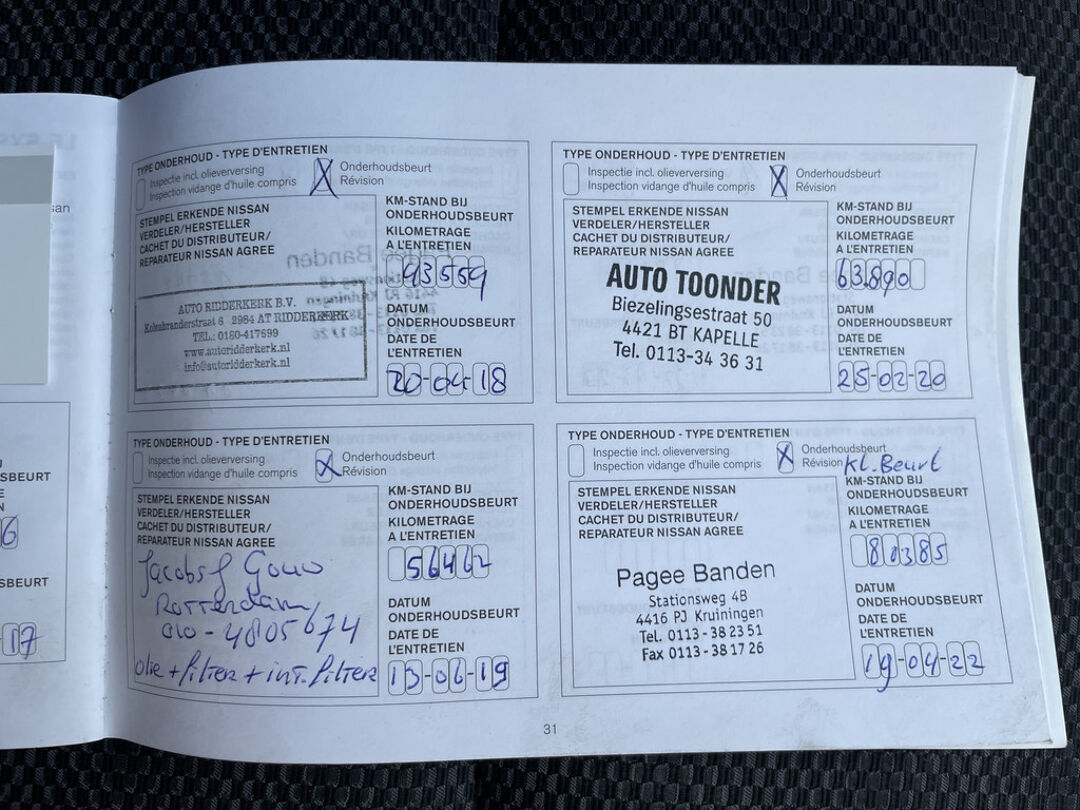 TYPE ONDERHOUD - TYPE D'ENTRETIEN
Inspectie incl. olieverversing
Inspection vidange d'huile compris
X
Onderhoudsbeurt
Révision
STEMPEL ERKENDE NISSAN
VERDELER/HERSTELLER
CACHET DU DISTRIBUTEUR/
REPARATEUR NISSAN AGREE
AUTO RIDDERKERK B.V.
Kolenbranderstraat 6 2984 AT RIDDERKERK
TEL.: 0180-417699
www.autoridderkerk.nl
info@autoridderkerk.nl
KM-STAND BIJ
ONDERHOUDSBEURT
KILOMETRAGE
A L'ENTRETIEN
43559
DATUM
ONDERHOUDSBEURT
DATE DE
L'ENTRETIEN
20-04-18
TYPE ONDERHOUD - TYPE D'ENTRETIEN
Inspectie incl. olieverversing
Inspection vidange d'huile compris
X
Onderhoudsbeurt
Révision
STEMPEL ERKENDE NISSAN
VERDELER/HERSTELLER
CACHET DU DISTRIBUTEUR/
REPARATEUR NISSAN AGREE
AUTO TOONDER
Biezelingsestraat 50
4421 BT KAPELLE
Tel. 0113-34 36 31
KM-STAND BIJ
ONDERHOUDSBEURT
KILOMETRAGE
A L'ENTRETIEN
63890
DATUM
ONDERHOUDSBEURT
DATE DE
L'ENTRETIEN
25-02-20
TYPE ONDERHOUD - TYPE D'ENTRETIEN
Inspectie incl. olieverversing
Inspection vidange d'huile compris
X
Onderhoudsbeurt
Révision
STEMPEL ERKENDE NISSAN
VERDELER/HERSTELLER
CACHET DU DISTRIBUTEUR/
REPARATEUR NISSAN AGREE
Jacobs
Rotterdam
010-4805674
olie + filter + int. filter
KM-STAND BIJ
ONDERHOUDSBEURT
KILOMETRAGE
A L'ENTRETIEN
56462
DATUM
ONDERHOUDSBEURT
DATE DE
L'ENTRETIEN
13-06-19
TYPE ONDERHOUD - TYPE D'ENTRETIEN
Inspectie incl. olieverversing
Inspection vidange d'huile compris
X
Onderhoudsbeurt
Révision Kl. Beurt
STEMPEL ERKENDE NISSAN
VERDELER/HERSTELLER
CACHET DU DISTRIBUTEUR/
REPARATEUR NISSAN AGREE
Pagee Banden
Stationsweg 4B
4416 PJ Kruiningen
Tel. 0113-38 23 51
Fax 0113-38 17 26
KM-STAND BIJ
ONDERHOUDSBEURT
KILOMETRAGE
A L'ENTRETIEN
80385
DATUM
ONDERHOUDSBEURT
DATE DE
L'ENTRETIEN
19-04-22
31